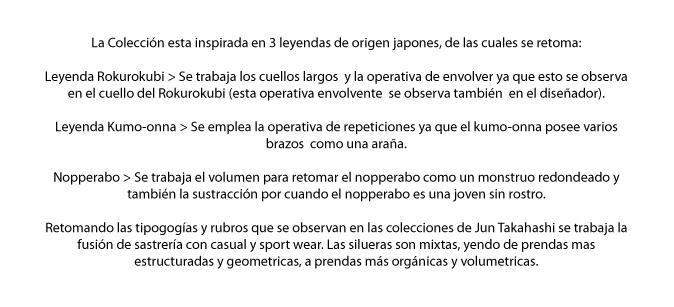 La Colección esta inspirada en 3 leyendas de origen japones, de las cuales se retoma:
Leyenda Rokurokubi > Se trabaja los cuellos largos y la operativa de envolver ya que esto se observa
en el cuello del Rokurokubi (esta operativa envolvente se observa también en el diseñador).
Leyenda Kumo-onna > Se emplea la operativa de repeticiones ya que el kumo-onna posee varios
brazos como una araña.
Nopperabo > Se trabaja el volumen para retomar el nopperabo como un monstruo redondeado y
también la sustracción por cuando el nopperabo es una joven sin rostro.
Retomando las tipogogías y rubros que se observan en las colecciones de Jun Takahashi se trabaja la
fusión de sastrería con casual y sport wear. Las silueras son mixtas, yendo de prendas mas
estructuradas y geometricas, a prendas más orgánicas y volumetricas.